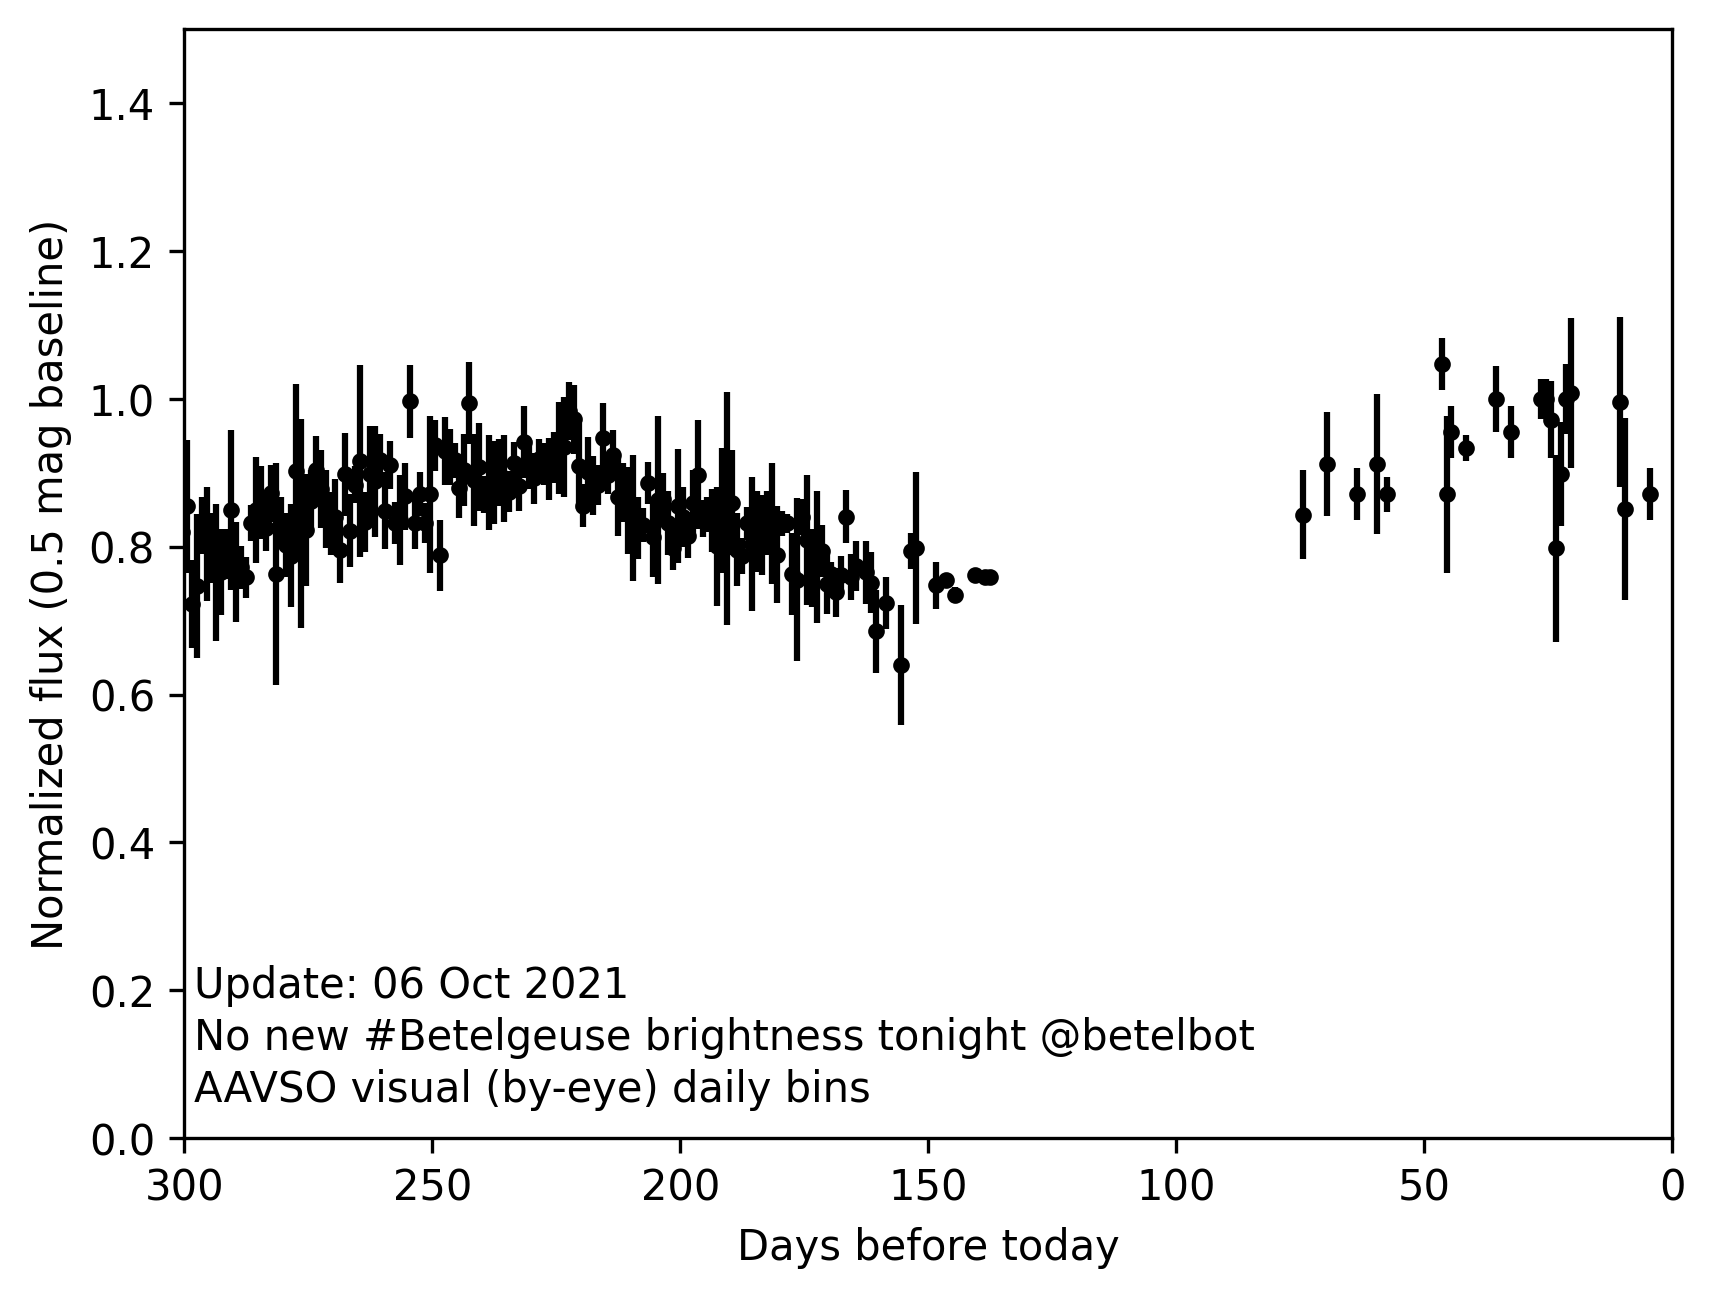 1.4
1.2
1.0
0.8
0.6
0.4
0.2
0.0
Normalized flux (0.5 mag baseline)
Update: 06 Oct 2021
No new #Betelgeuse brightness tonight @betelbot
AAVSO visual (by-eye) daily bins
300 250 200 150 100 50 0
Days before today